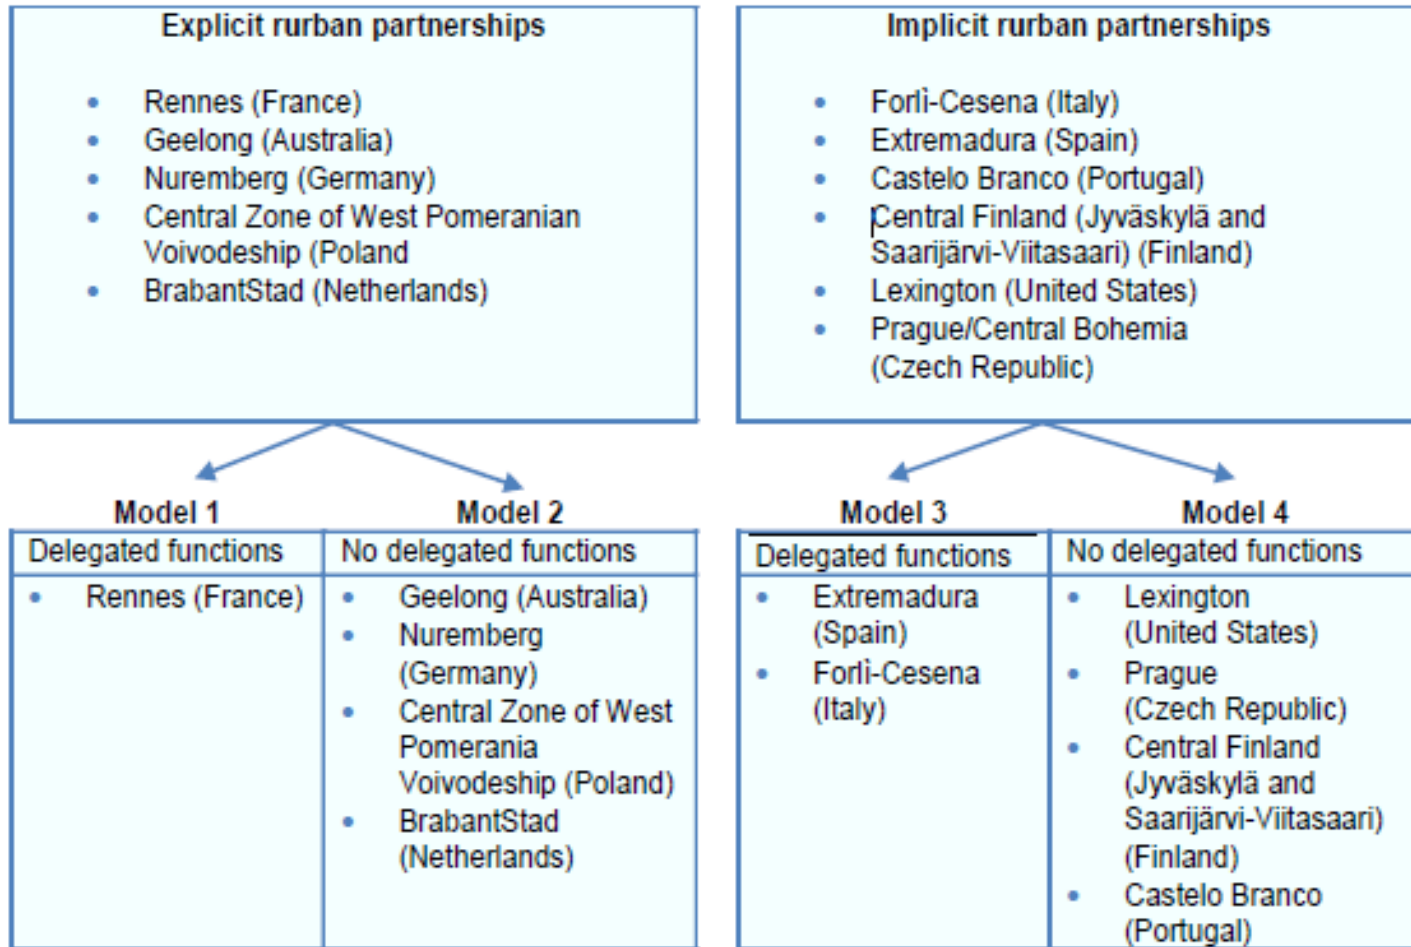 Explicit rurban partnerships
• Rennes (France)
• Geelong (Australia)
• Nuremberg (Germany)
• Central Zone of West Pomeranian
Voivodeship (Poland
• BrabantStad (Netherlands)
Implicit rurban partnerships
• Forlì-Cesena (Italy)
• Extremadura (Spain)
• Castelo Branco (Portugal)
• Central Finland (Jyväskylä and
Saarijärvi-Viitasaari) (Finland)
• Lexington (United States)
• Prague/Central Bohemia
(Czech Republic)
Model 1
Delegated functions
• Rennes (France)
Model 2
No delegated functions
• Geelong (Australia)
• Nuremberg
(Germany)
• Central Zone of West
Pomerania
Voivodeship (Poland)
• BrabantStad
(Netherlands)
Model 3
Delegated functions
• Extremadura
(Spain)
• Forlì-Cesena
(Italy)
Model 4
No delegated functions
• Lexington
(United States)
• Prague
(Czech Republic)
• Central Finland
(Jyväskylä and
Saarijärvi-Viitasaari)
(Finland)
• Castelo Branco
(Portugal)